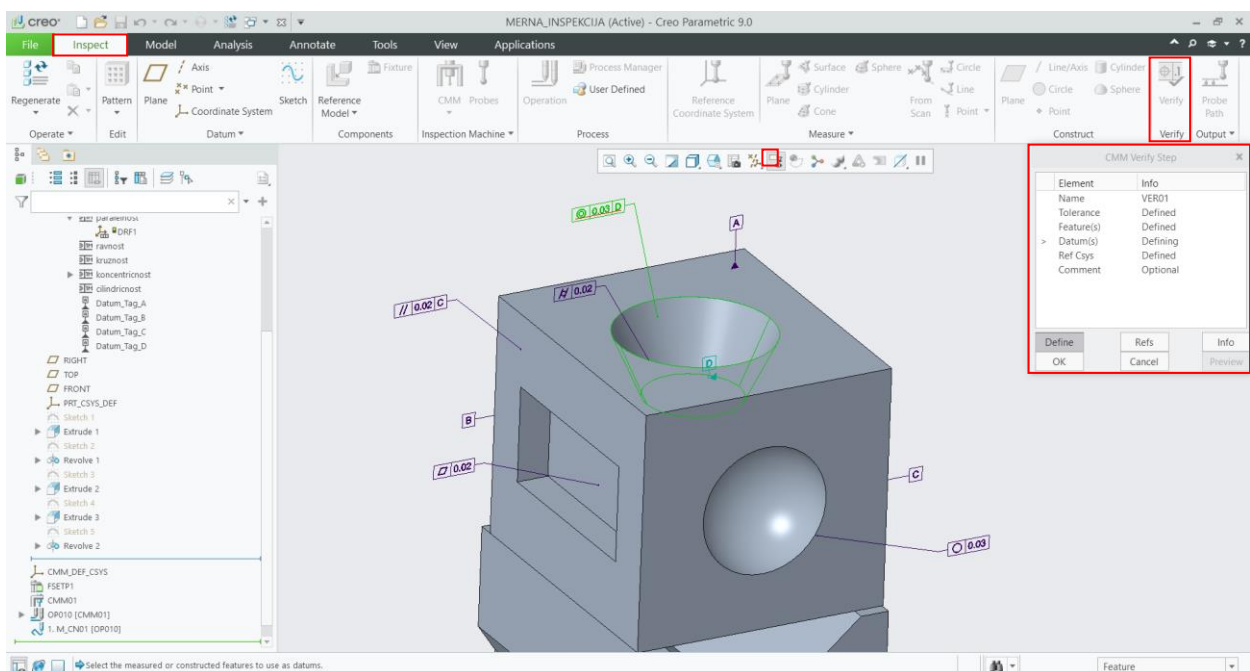 creo MERNA_INSPEKCIJA (Active) - Creo Parametric 9.0
File Inspect Model Analysis Annotate Tools View Applications
Axis Fixture Process Manager Surface Sphere Circle Line/Axis Cylinder
Point User Defined Cylinder Line Circle Sphere
Regenerate Pattern Plane Coordinate System Sketch Reference Model CMM Probes Operation Reference Coordinate System Plane Cone From Scan Point Plane Point Verify Probe Path
Operate Edit Datum Components Inspection Machine Process Measure Construct Verify Output
CMM Verify Step
Element Info
Name VER01
Tolerance Defined
Feature(s) Defined
> Datum(s) Defining
Ref Csys Defined
Comment Optional
Define Refs Info
OK Cancel Preview
paralelnost
DRF1
ravnost
kruznost
koncentricnost
cilindricnost
Datum_Tag_A
Datum_Tag_B
Datum_Tag_C
Datum_Tag_D
RIGHT
TOP
FRONT
PRT_CSYS_DEF
Sketch 1
Extrude 1
Sketch 2
Revolve 1
Sketch 3
Extrude 2
Sketch 4
Extrude 3
Sketch 5
Revolve 2
CMM_DEF_CSYS
FSETP1
CMM01
OP010 [CMM01]
1. M_CN01 [OP010]
◎ 0.03 D
A
⌭ 0.02
// 0.02 C
D
B
⏥ 0.02
C
○ 0.03
Select the measured or constructed features to use as datums.
Feature